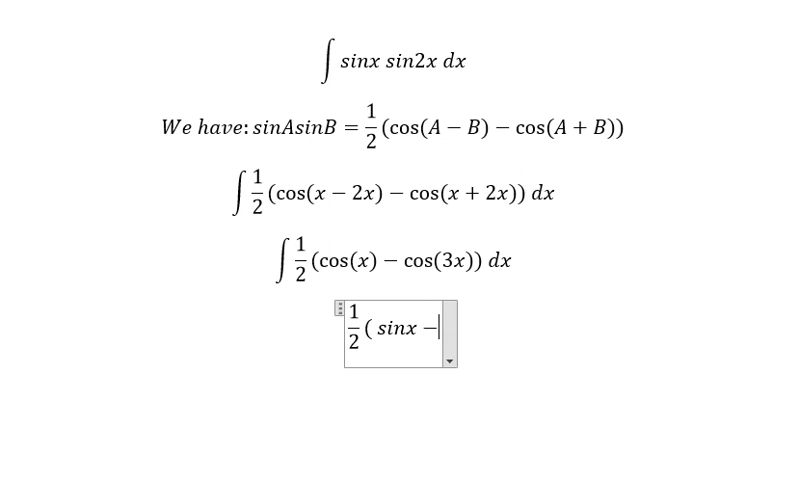 ∫ sinx sin2x dx
We have: sinAsinB = 1/2 (cos(A − B) − cos(A + B))
∫ 1/2 (cos(x − 2x) − cos(x + 2x)) dx
∫ 1/2 (cos(x) − cos(3x)) dx
1/2 ( sinx −